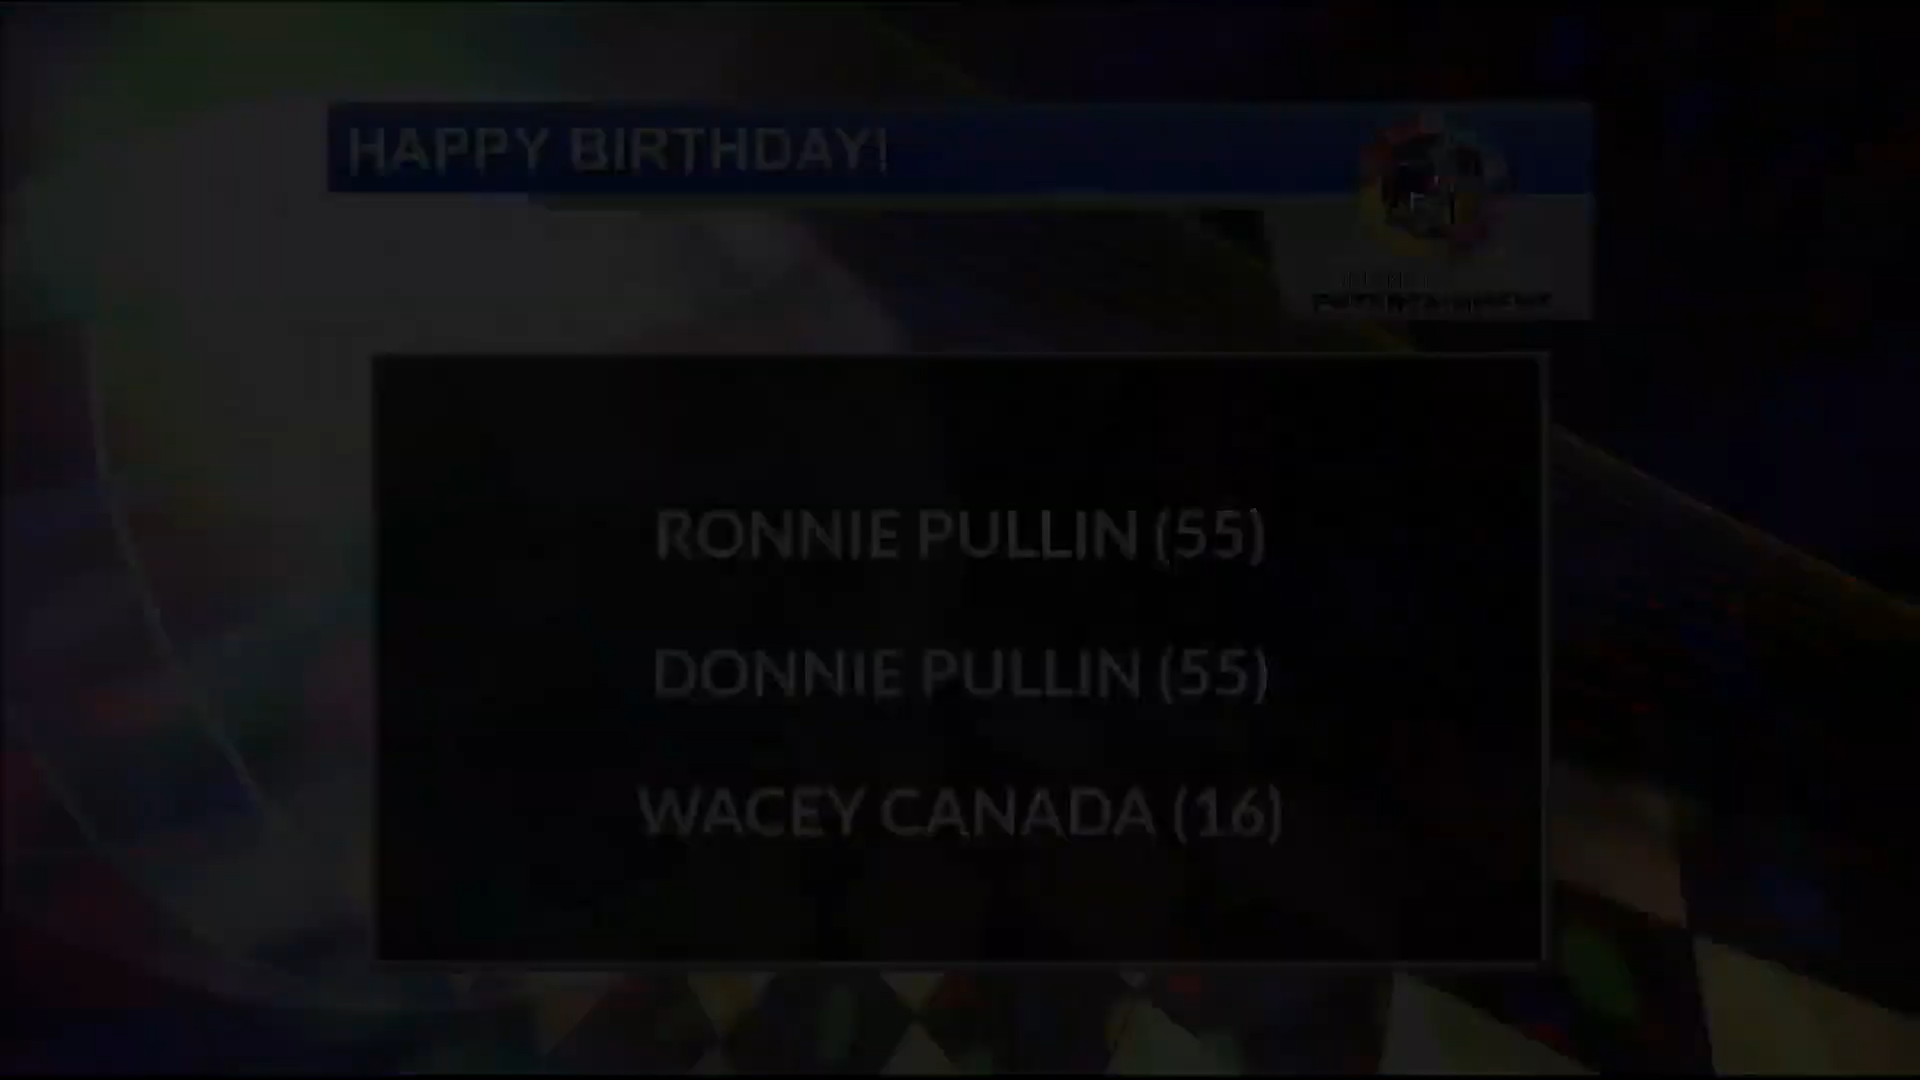 HAPPY BIRTHDAY!
RONNIE PULLIN (55)
DONNIE PULLIN (55)
WACEY CANADA (16)